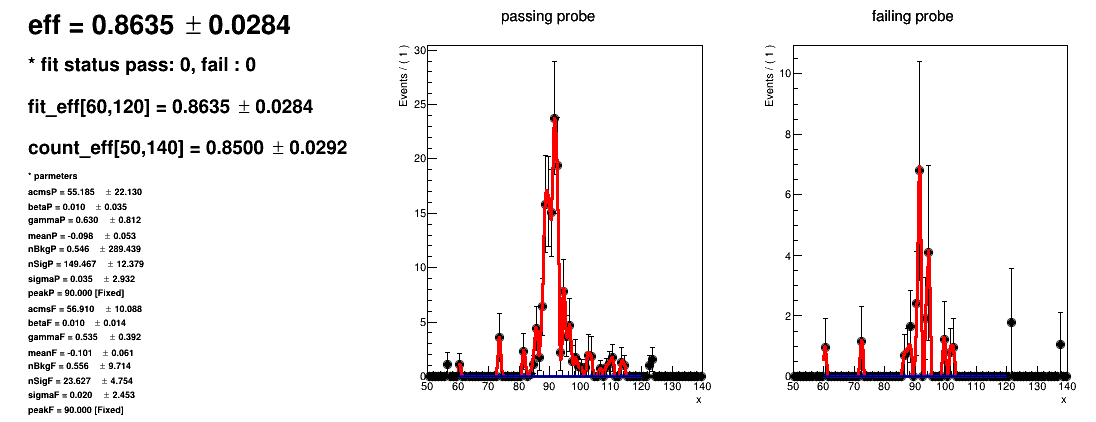 eff = 0.8635 ± 0.0284
* fit status pass: 0, fail : 0
fit_eff[60,120] = 0.8635 ± 0.0284
count_eff[50,140] = 0.8500 ± 0.0292
* parmeters
acmsP = 55.185 ± 22.130
betaP = 0.010 ± 0.035
gammaP = 0.630 ± 0.812
meanP = -0.098 ± 0.053
nBkgP = 0.546 ± 289.439
nSigP = 149.467 ± 12.379
sigmaP = 0.035 ± 2.932
peakP = 90.000 [Fixed]
acmsF = 56.910 ± 10.088
betaF = 0.010 ± 0.014
gammaF = 0.535 ± 0.392
meanF = -0.101 ± 0.061
nBkgF = 0.556 ± 9.714
nSigF = 23.627 ± 4.754
sigmaF = 0.020 ± 2.453
peakF = 90.000 [Fixed]
passing probe
Events / ( 1 )
30
25
20
15
10
5
0
50 60 70 80 90 100 110 120 130 140
x
failing probe
Events / ( 1 )
10
8
6
4
2
0
50 60 70 80 90 100 110 120 130 140
x